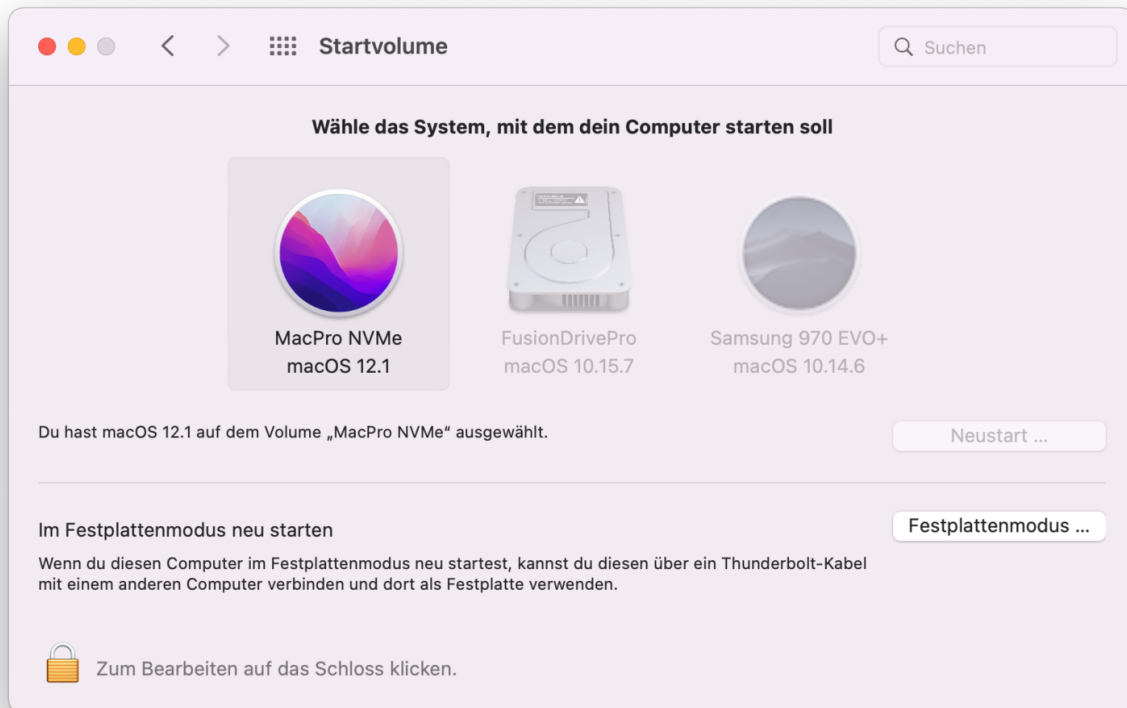 Startvolume
Suchen
Wähle das System, mit dem dein Computer starten soll
MacPro NVMe
macOS 12.1
FusionDrivePro
macOS 10.15.7
Samsung 970 EVO+
macOS 10.14.6
Du hast macOS 12.1 auf dem Volume „MacPro NVMe“ ausgewählt.
Neustart ...
Im Festplattenmodus neu starten
Festplattenmodus ...
Wenn du diesen Computer im Festplattenmodus neu startest, kannst du diesen über ein Thunderbolt-Kabel
mit einem anderen Computer verbinden und dort als Festplatte verwenden.
Zum Bearbeiten auf das Schloss klicken.